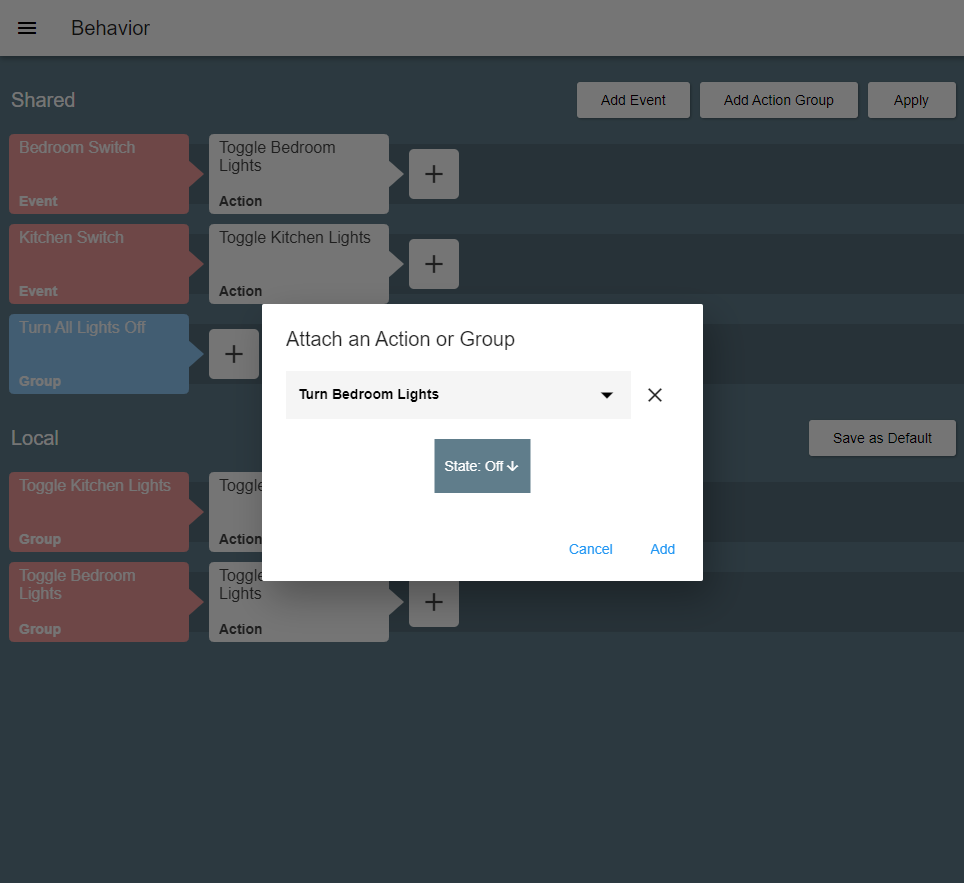 Behavior
Shared
Add Event
Add Action Group
Apply
Bedroom Switch
Event
Toggle Bedroom
Lights
Action
Kitchen Switch
Event
Toggle Kitchen Lights
Action
Turn All Lights Off
Group
Attach an Action or Group
Turn Bedroom Lights
State: Off
Cancel
Add
Local
Save as Default
Toggle Kitchen Lights
Group
Toggle
Action
Toggle Bedroom
Lights
Group
Toggle
Lights
Action